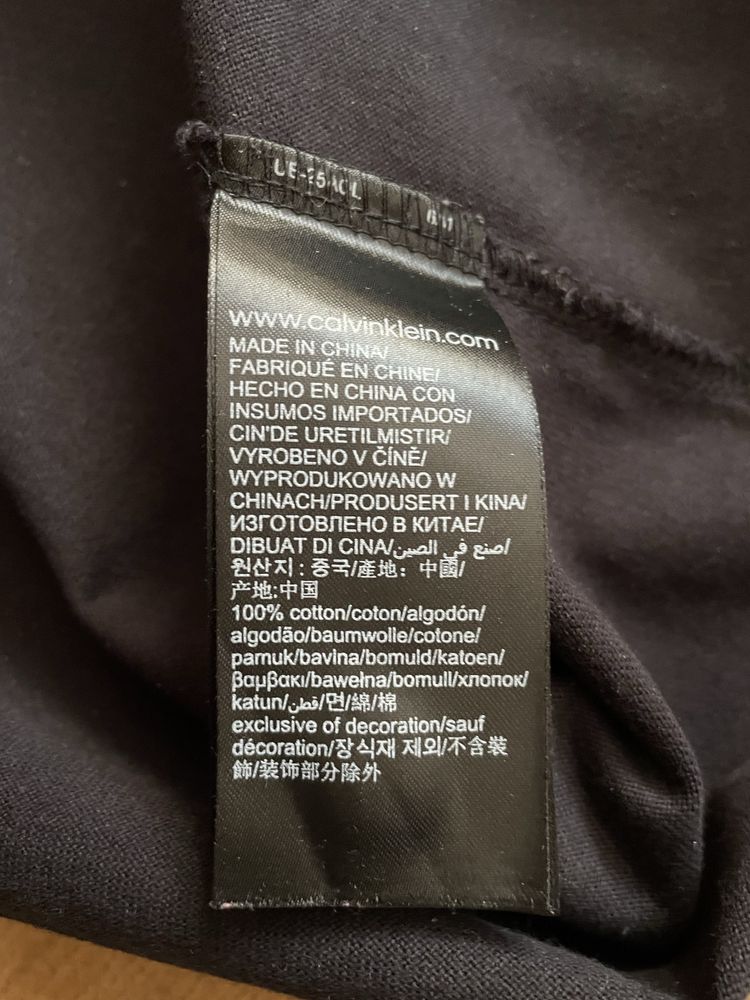 www.calvinklein.com
MADE IN CHINA/
FABRIQUÉ EN CHINE/
HECHO EN CHINA CON
INSUMOS IMPORTADOS/
CIN'DE URETILMISTIR/
VYROBENO V ČÍNĚ/
WYPRODUKOWANO W
CHINACH/PRODUSERT I KINA/
ИЗГОТОВЛЕНО В КИТАЕ/
DIBUAT DI CINA/صنع في الصين/
원산지 : 중국/產地：中國/
产地:中国
100% cotton/coton/algodón/
algodão/baumwolle/cotone/
pamuk/bavlna/bomuld/katoen/
βαμβακι/bawełna/bomull/хлопок/
katun/قطن/면/綿/棉
exclusive of decoration/sauf
décoration/장식재 제외/不含裝
飾/装饰部分除外